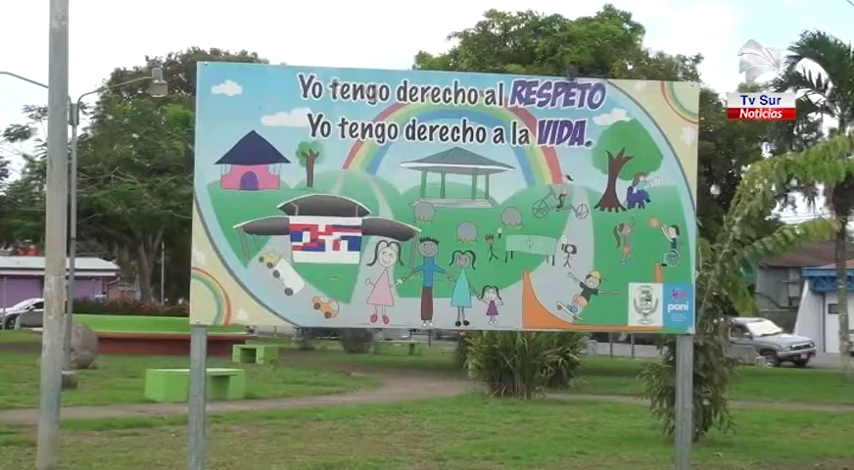 Yo tengo derecho al RESPETO
Yo tengo derecho a la VIDA.
Tv Sur
Noticias
pani